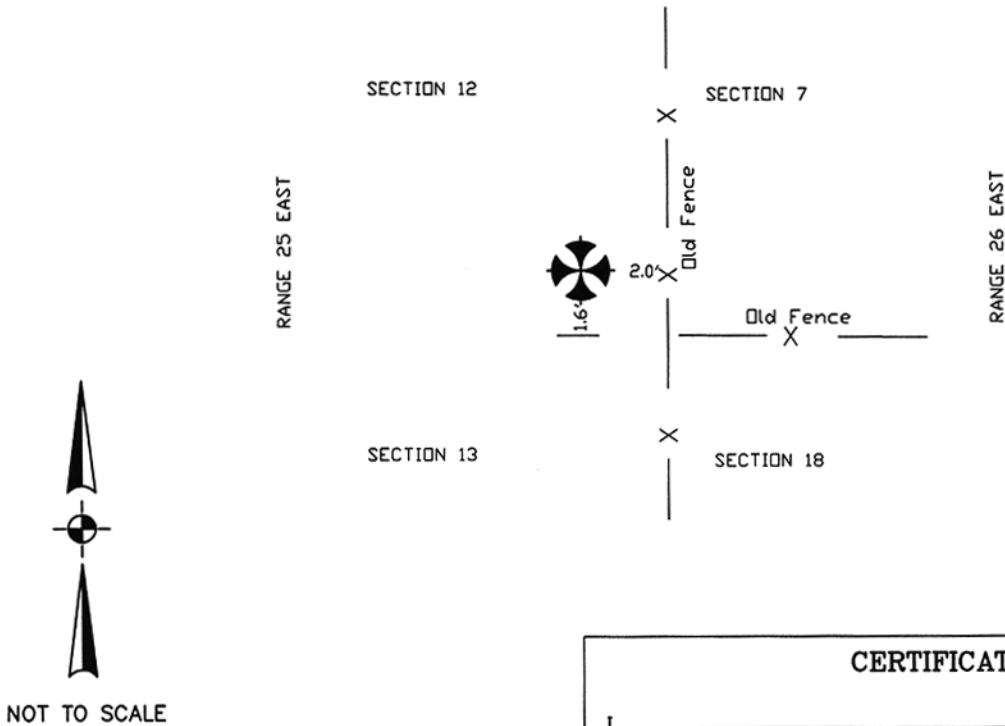 SECTION 12
SECTION 7
RANGE 25 EAST
Old Fence
RANGE 26 EAST
2.0'
1.6'
Old Fence
SECTION 13
SECTION 18
NOT TO SCALE
CERTIFICAT
I